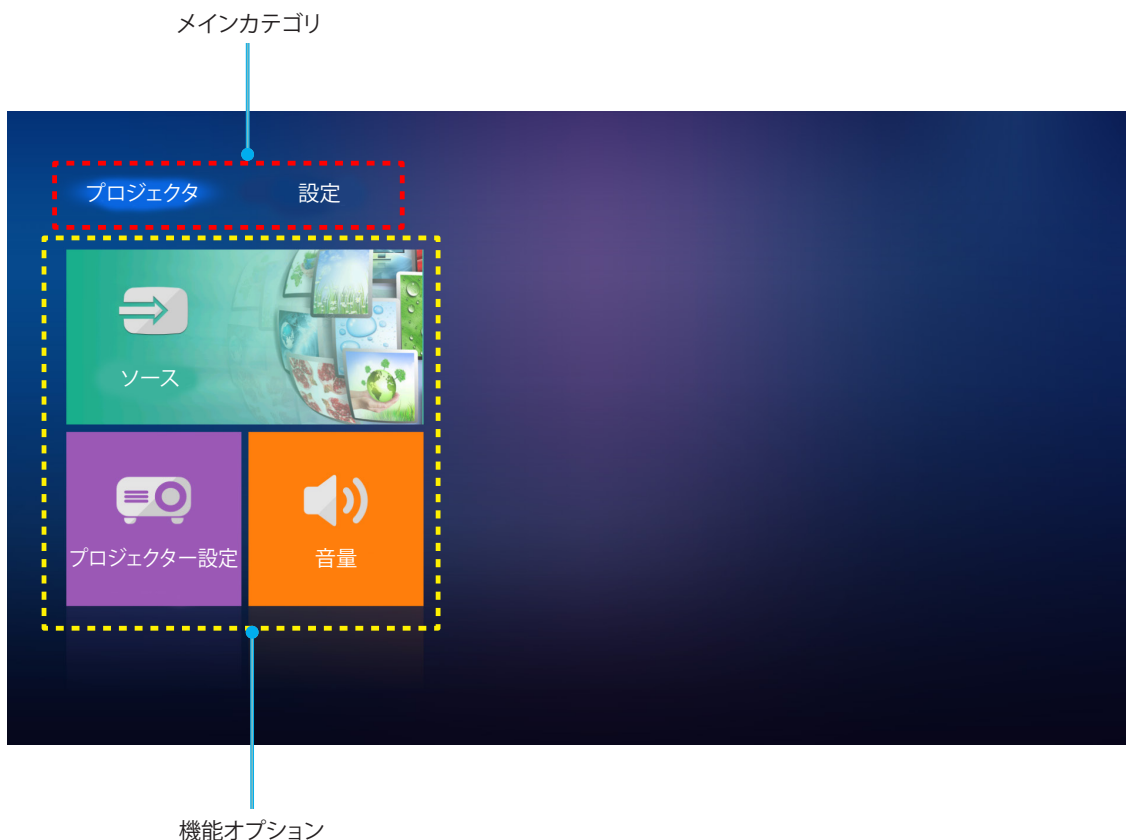 メインカテゴリ
プロジェクタ 設定
ソース
プロジェクター設定 音量
機能オプション